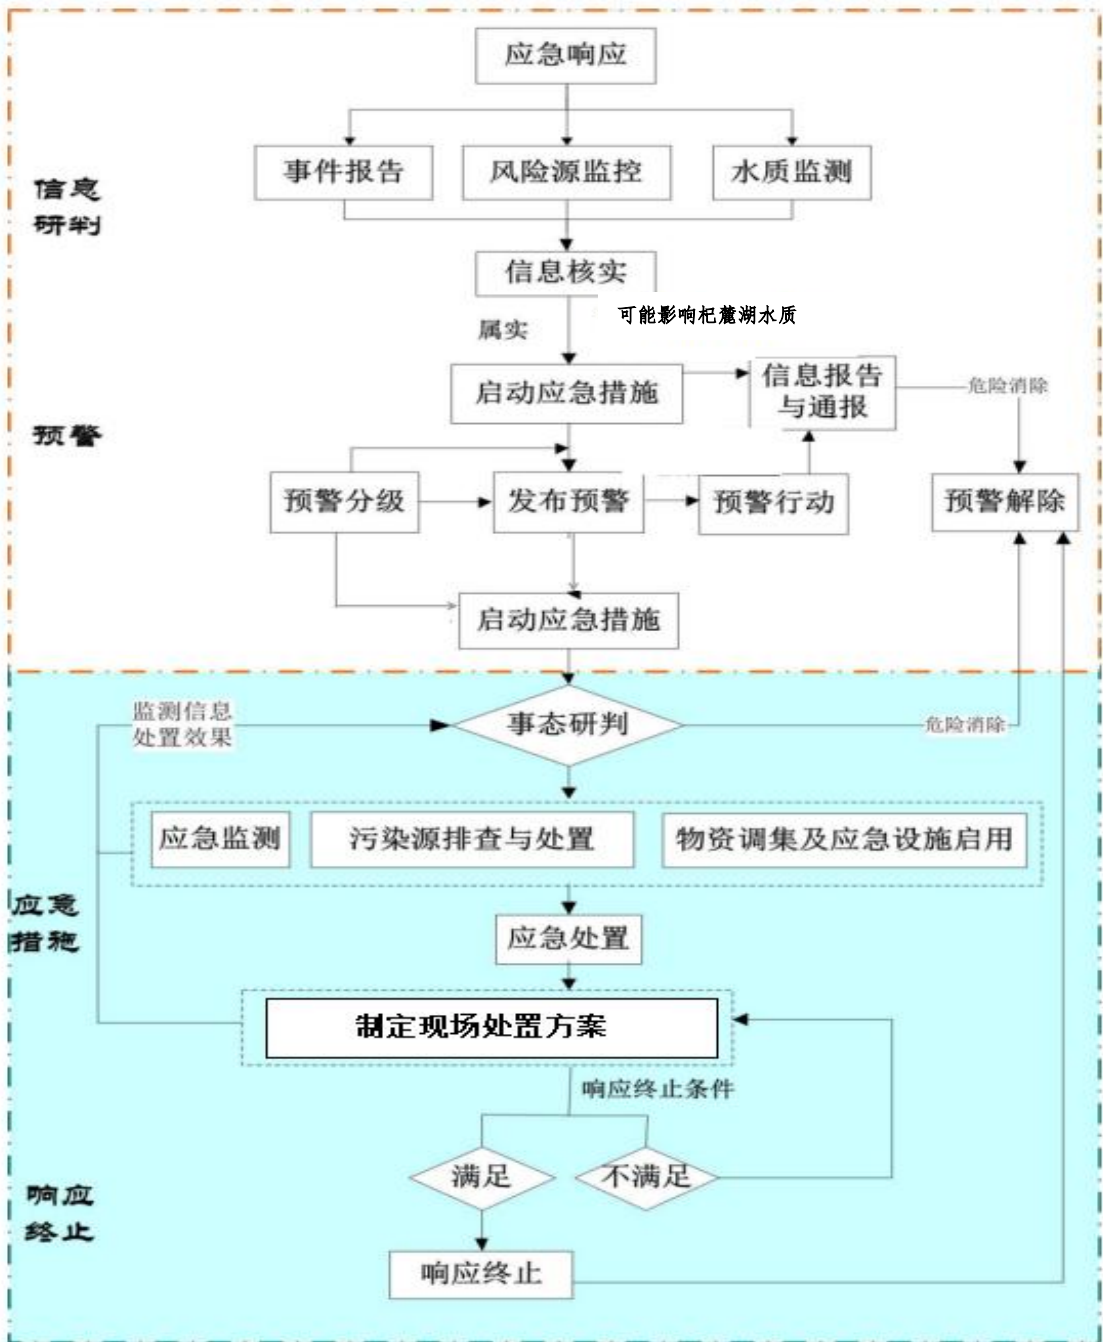 应急响应
事件报告
风险源监控
水质监测
信息
研判
信息核实
可能影响杞麓湖水质
属实
启动应急措施
信息报告
与通报
危险消除
预警
预警分级
发布预警
预警行动
预警解除
启动应急措施
监测信息
处置效果
事态研判
危险消除
应急监测
污染源排查与处置
物资调集及应急设施启用
应急
措施
应急处置
制定现场处置方案
响应终止条件
满足
不满足
响应
终止
响应终止